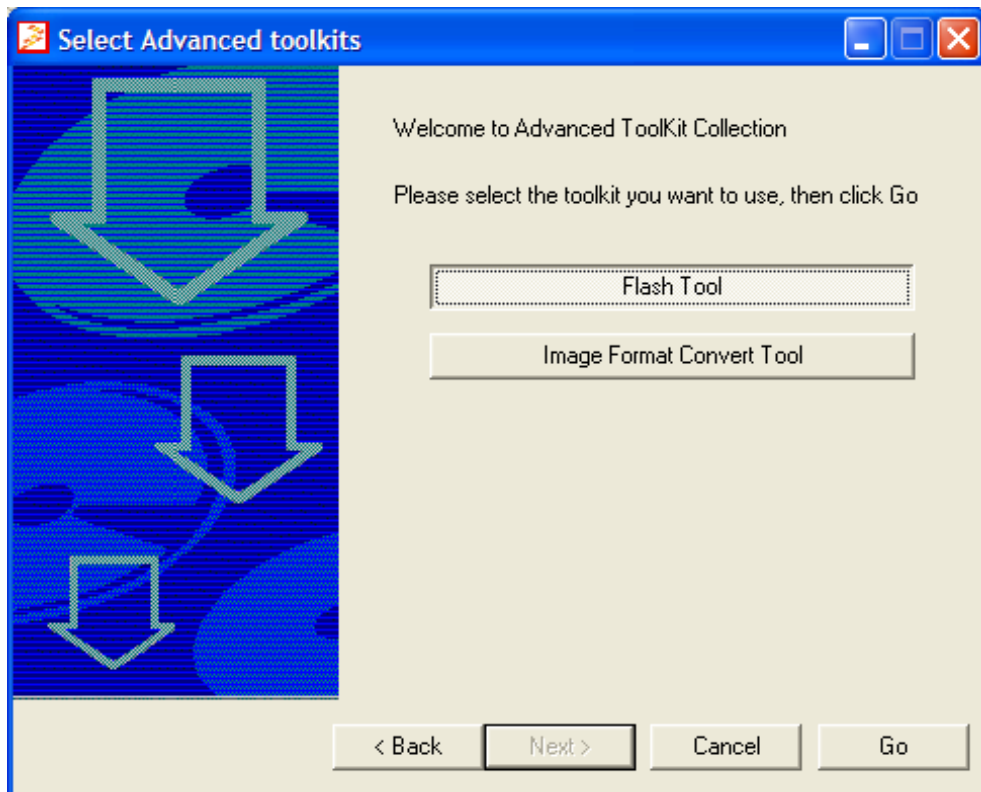 Select Advanced toolkits
Welcome to Advanced ToolKit Collection
Please select the toolkit you want to use, then click Go
Flash Tool
Image Format Convert Tool
< Back
Next >
Cancel
Go